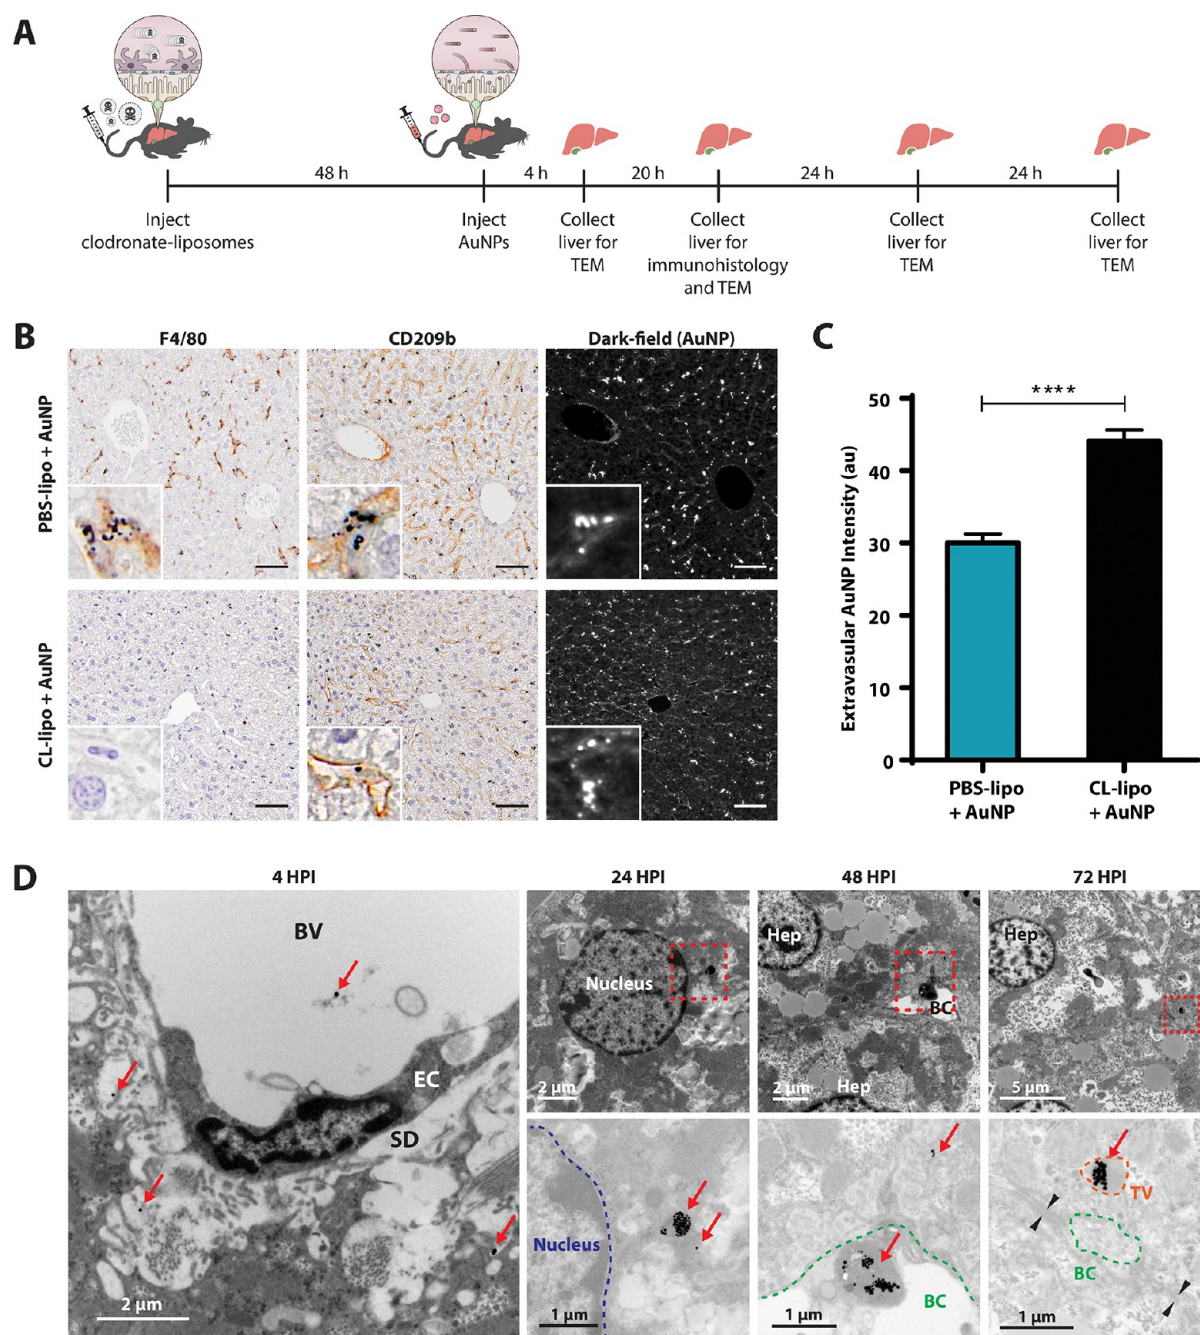 A
48 h
4 h
20 h
24 h
24 h
Inject
clodronate-liposomes
Inject
AuNPs
Collect
liver for
TEM
Collect
liver for
immunohistology
and TEM
Collect
liver for
TEM
Collect
liver for
TEM
B
F4/80
CD209b
Dark-field (AuNP)
PBS-lipo + AuNP
CL-lipo + AuNP
C
****
Extravasular AuNP Intensity (au)
50
40
30
20
10
0
PBS-lipo
+ AuNP
CL-lipo
+ AuNP
D
4 HPI
24 HPI
48 HPI
72 HPI
BV
EC
SD
2 μm
Nucleus
2 μm
Hep
BC
Hep
2 μm
Hep
5 μm
Nucleus
1 μm
BC
1 μm
TV
BC
1 μm